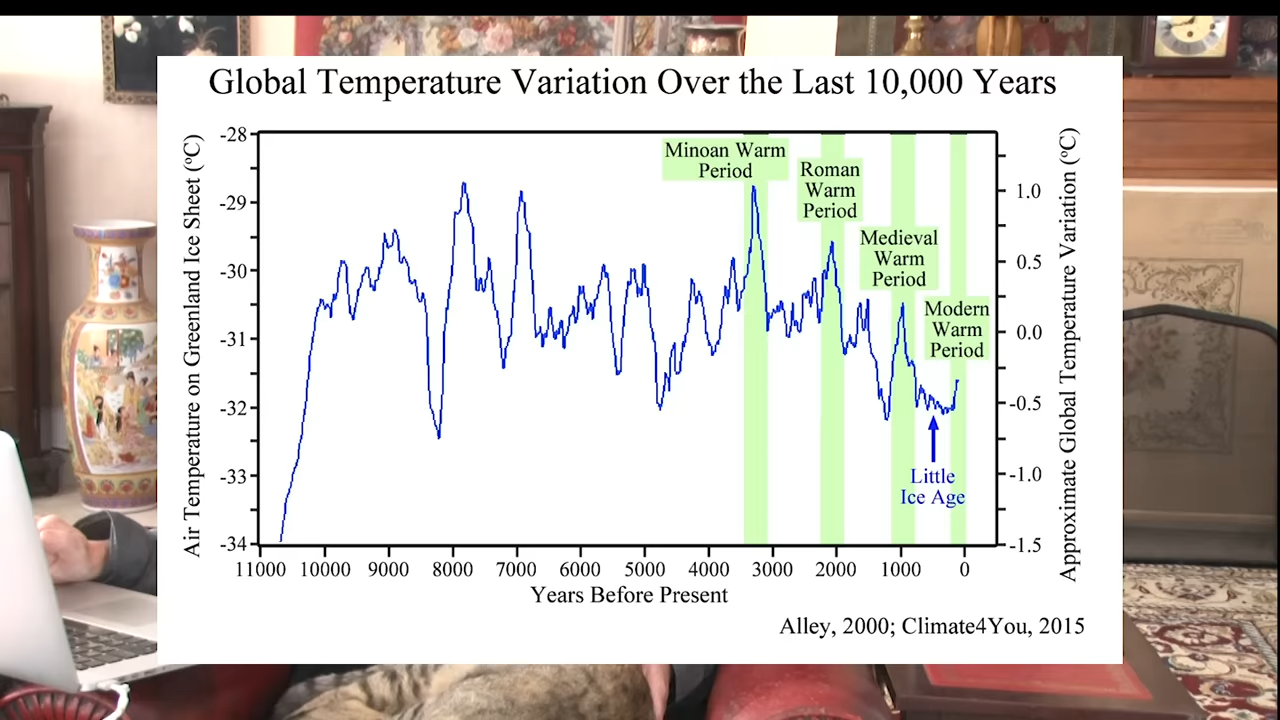 Global Temperature Variation Over the Last 10,000 Years
Air Temperature on Greenland Ice Sheet (ºC)
-28
-29
-30
-31
-32
-33
-34
Minoan Warm
Period
Roman
Warm
Period
Medieval
Warm
Period
Modern
Warm
Period
Little
Ice Age
1.0
0.5
0.0
-0.5
-1.0
-1.5
Approximate Global Temperature Variation (ºC)
11000 10000 9000 8000 7000 6000 5000 4000 3000 2000 1000 0
Years Before Present
Alley, 2000; Climate4You, 2015